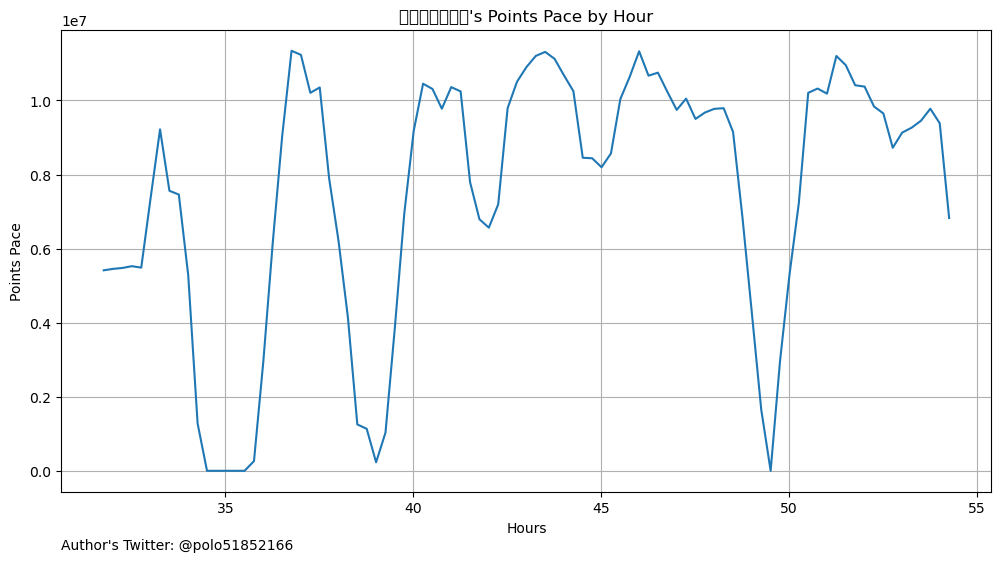 's Points Pace by Hour
1e7
Points Pace
1.0
0.8
0.6
0.4
0.2
0.0
35 40 45 50 55
Hours
Author's Twitter: @polo51852166